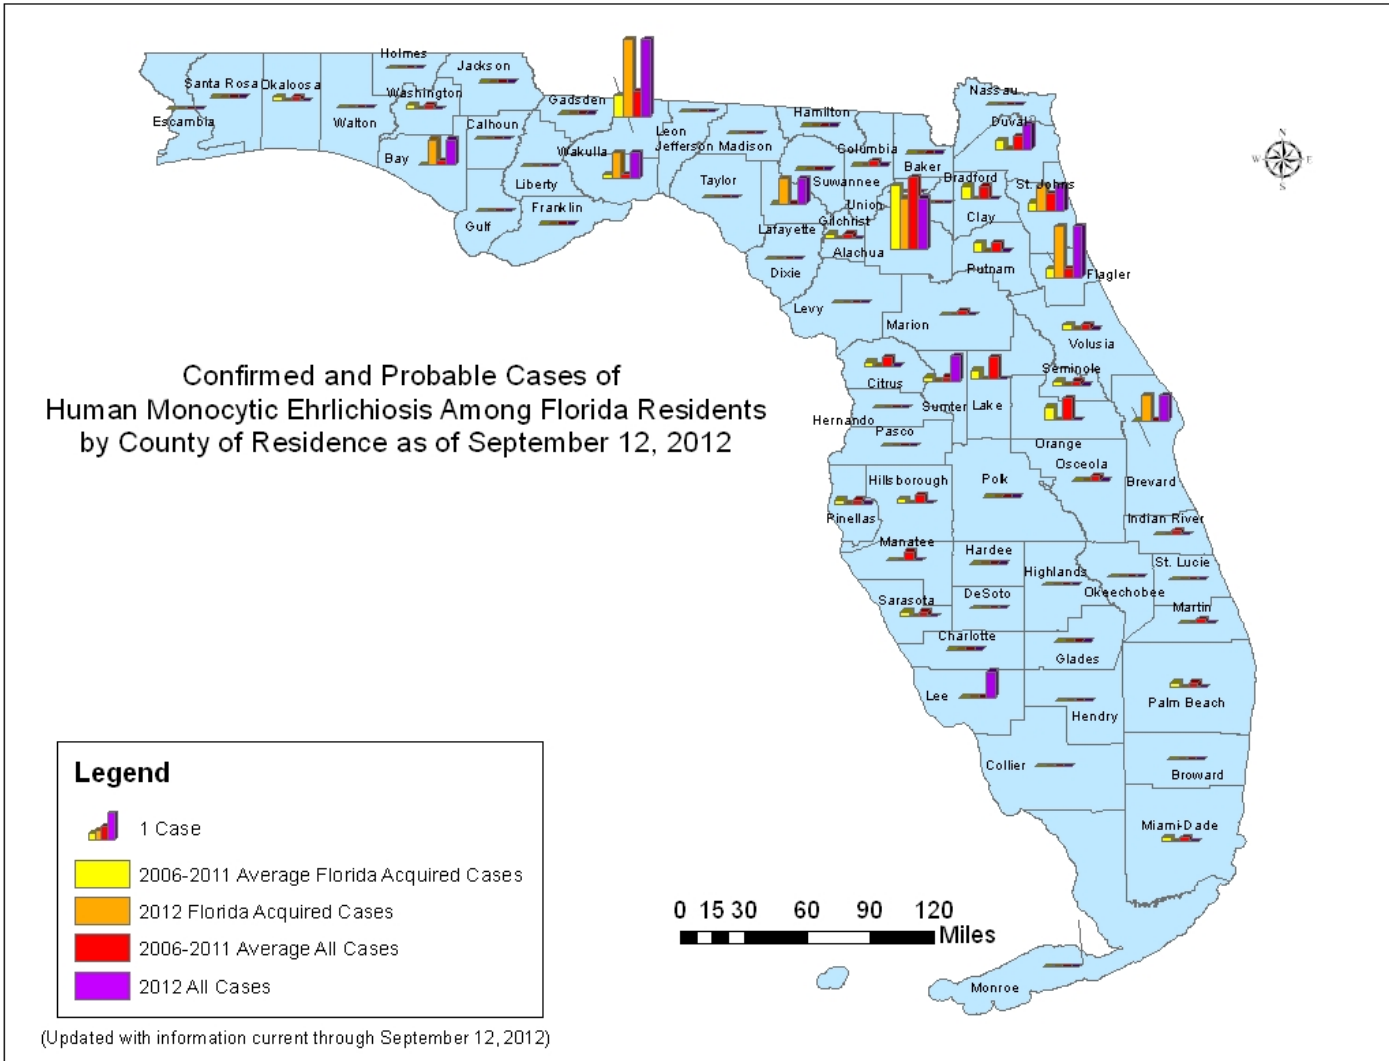 Holmes
Jackson
Santa Rosa
Okaloosa
Washington
Escambia
Walton
Calhoun
Bay
Gadsden
Leon
Jefferson
Madison
Hamilton
Wakulla
Liberty
Franklin
Gulf
Taylor
Suwannee
Columbia
Baker
Nassau
Duval
Bradford
Union
St. Johns
Clay
Lafayette
Gilchrist
Alachua
Putnam
Flagler
Dixie
Levy
Marion
Volusia
N
W
E
S
Confirmed and Probable Cases of
Human Monocytic Ehrlichiosis Among Florida Residents
by County of Residence as of September 12, 2012
Citrus
Sumter
Lake
Seminole
Hernando
Orange
Pasco
Osceola
Brevard
Hillsborough
Polk
Pinellas
Indian River
Manatee
Hardee
Highlands
Okeechobee
St. Lucie
Sarasota
DeSoto
Martin
Charlotte
Glades
Lee
Hendry
Palm Beach
Collier
Broward
Miami-Dade
Monroe
Legend
1 Case
2006-2011 Average Florida Acquired Cases
2012 Florida Acquired Cases
2006-2011 Average All Cases
2012 All Cases
0 15 30 60 90 120
Miles
(Updated with information current through September 12, 2012)